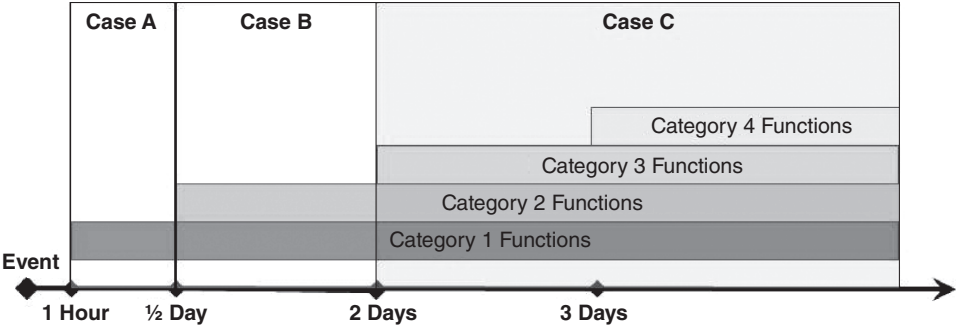 Case A
Case B
Case C
Category 4 Functions
Category 3 Functions
Category 2 Functions
Category 1 Functions
Event
1 Hour
½ Day
2 Days
3 Days